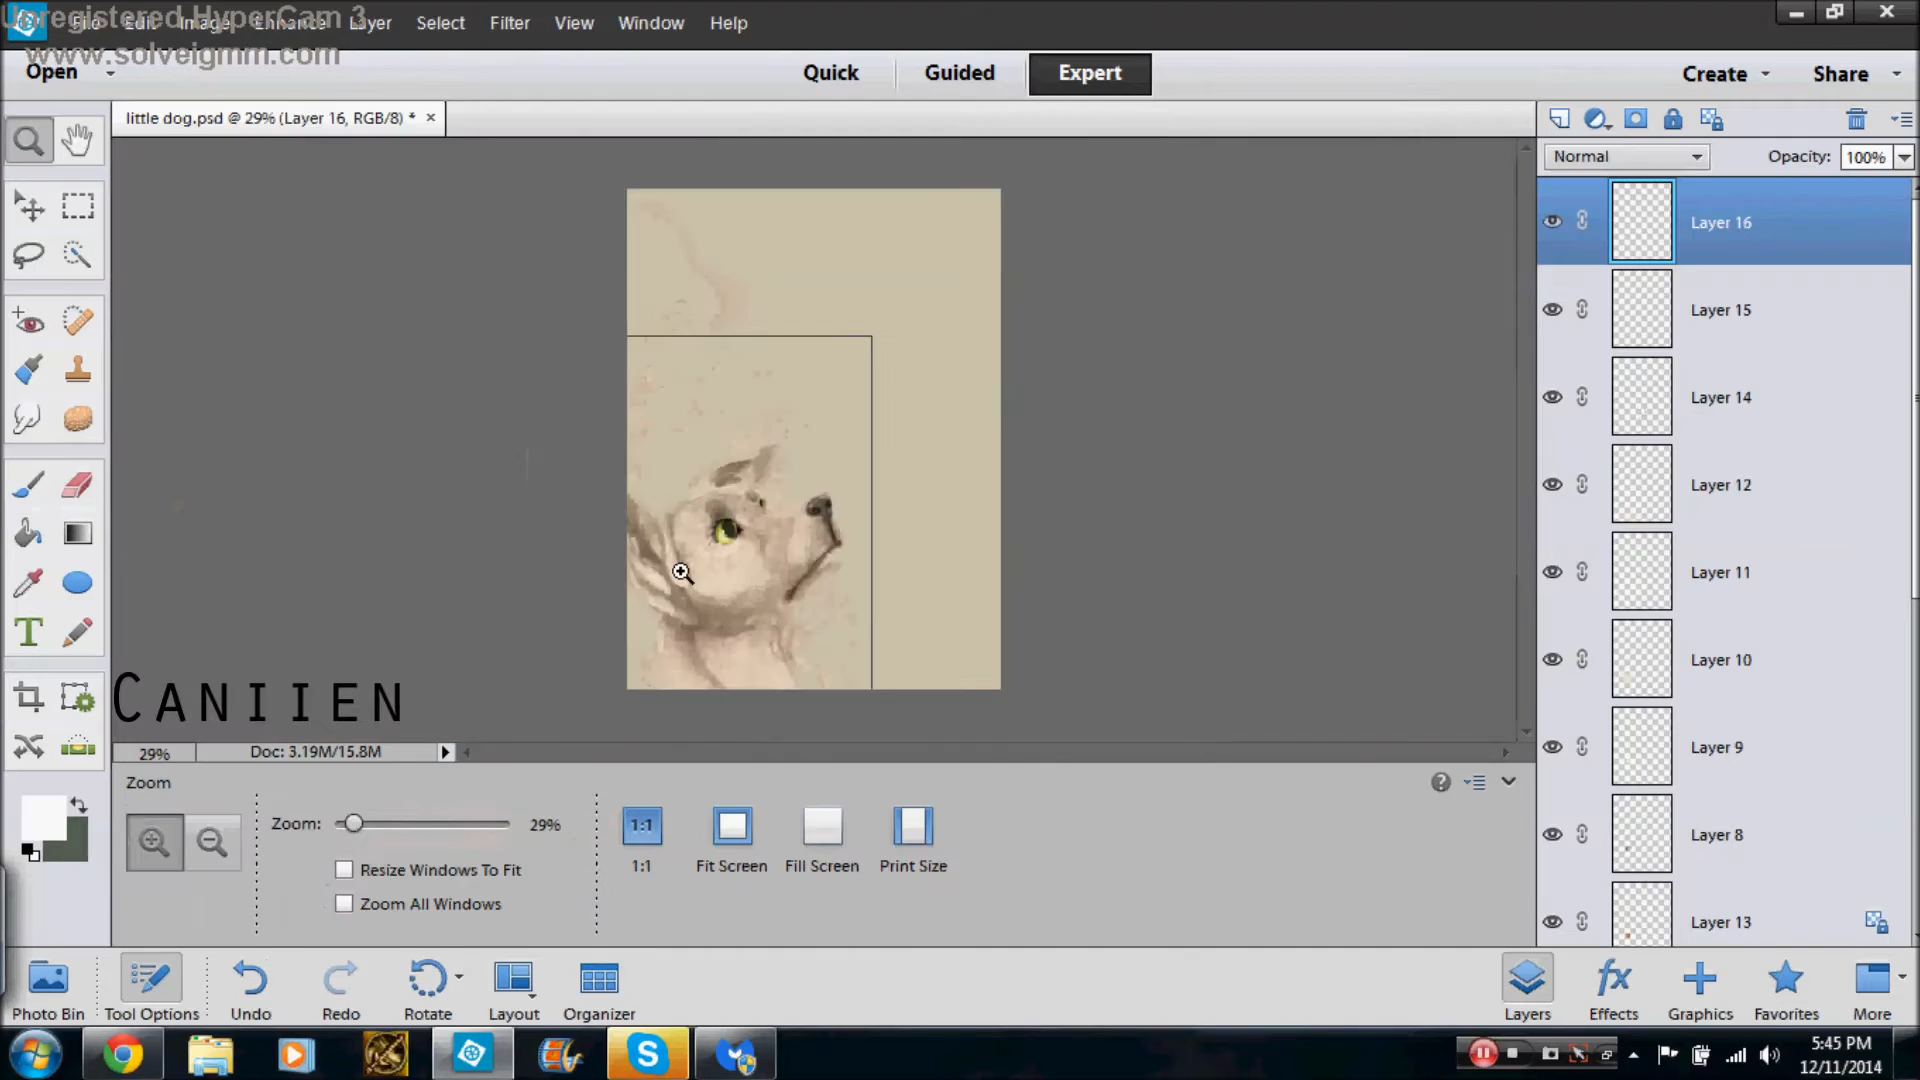 Unregistered HyperCam 3
www.solveigmm.com
File Edit Image Enhance Layer Select Filter View Window Help
Open Quick Guided Expert Create Share
little dog.psd @ 29% (Layer 16, RGB/8) *
Normal Opacity: 100%
Layer 16
Layer 15
Layer 14
Layer 12
Layer 11
Layer 10
Layer 9
Layer 8
Layer 13
CANIIEN
29% Doc: 3.19M/15.8M
Zoom
Zoom: 29%
Resize Windows To Fit
Zoom All Windows
1:1
1:1 Fit Screen Fill Screen Print Size
Photo Bin Tool Options Undo Redo Rotate Layout Organizer Layers Effects Graphics Favorites More
5:45 PM
12/11/2014